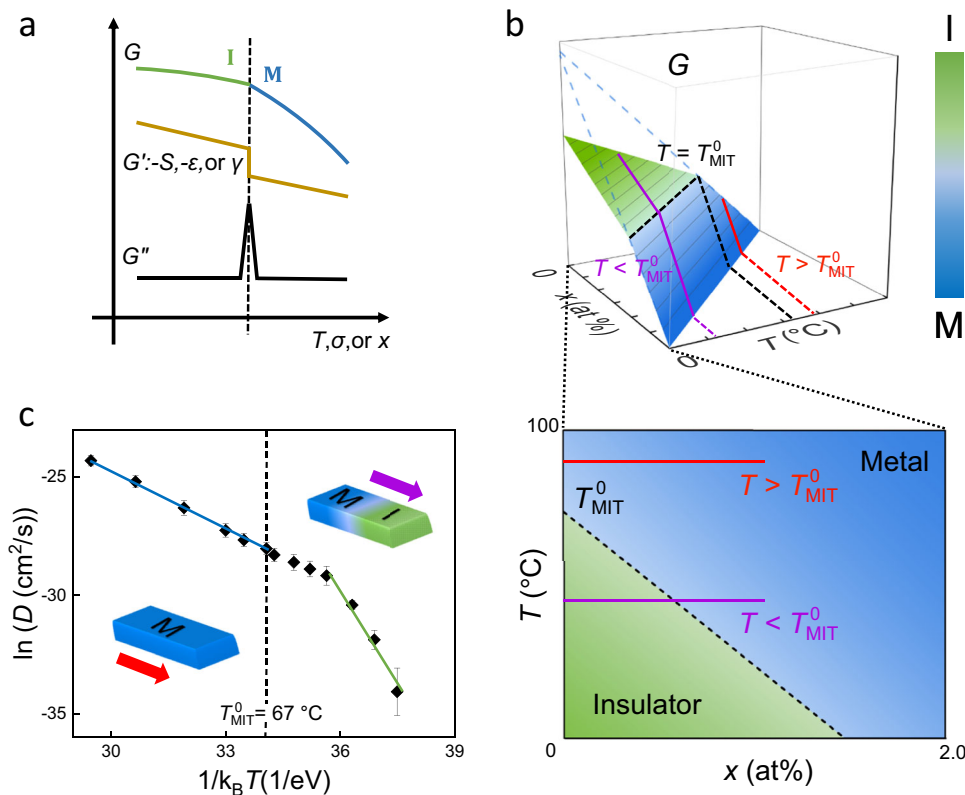 a
G
I
M
G′:-S,-ε,or γ
G″
T,σ,or x
b
G
T = T⁰MIT
T < T⁰MIT
T > T⁰MIT
0
x (at%)
0
T (°C)
I
M
c
ln (D (cm²/s))
-25
-30
-35
M
I
M
T⁰MIT= 67 °C
30
33
36
39
1/kBT(1/eV)
100
Metal
T⁰MIT
T > T⁰MIT
T (°C)
T < T⁰MIT
Insulator
0
2.0
x (at%)